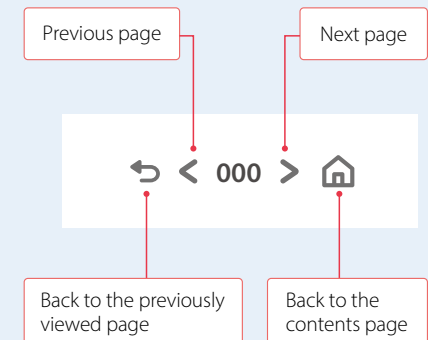 Previous page
Next page
< 000 >
Back to the previously
viewed page
Back to the
contents page